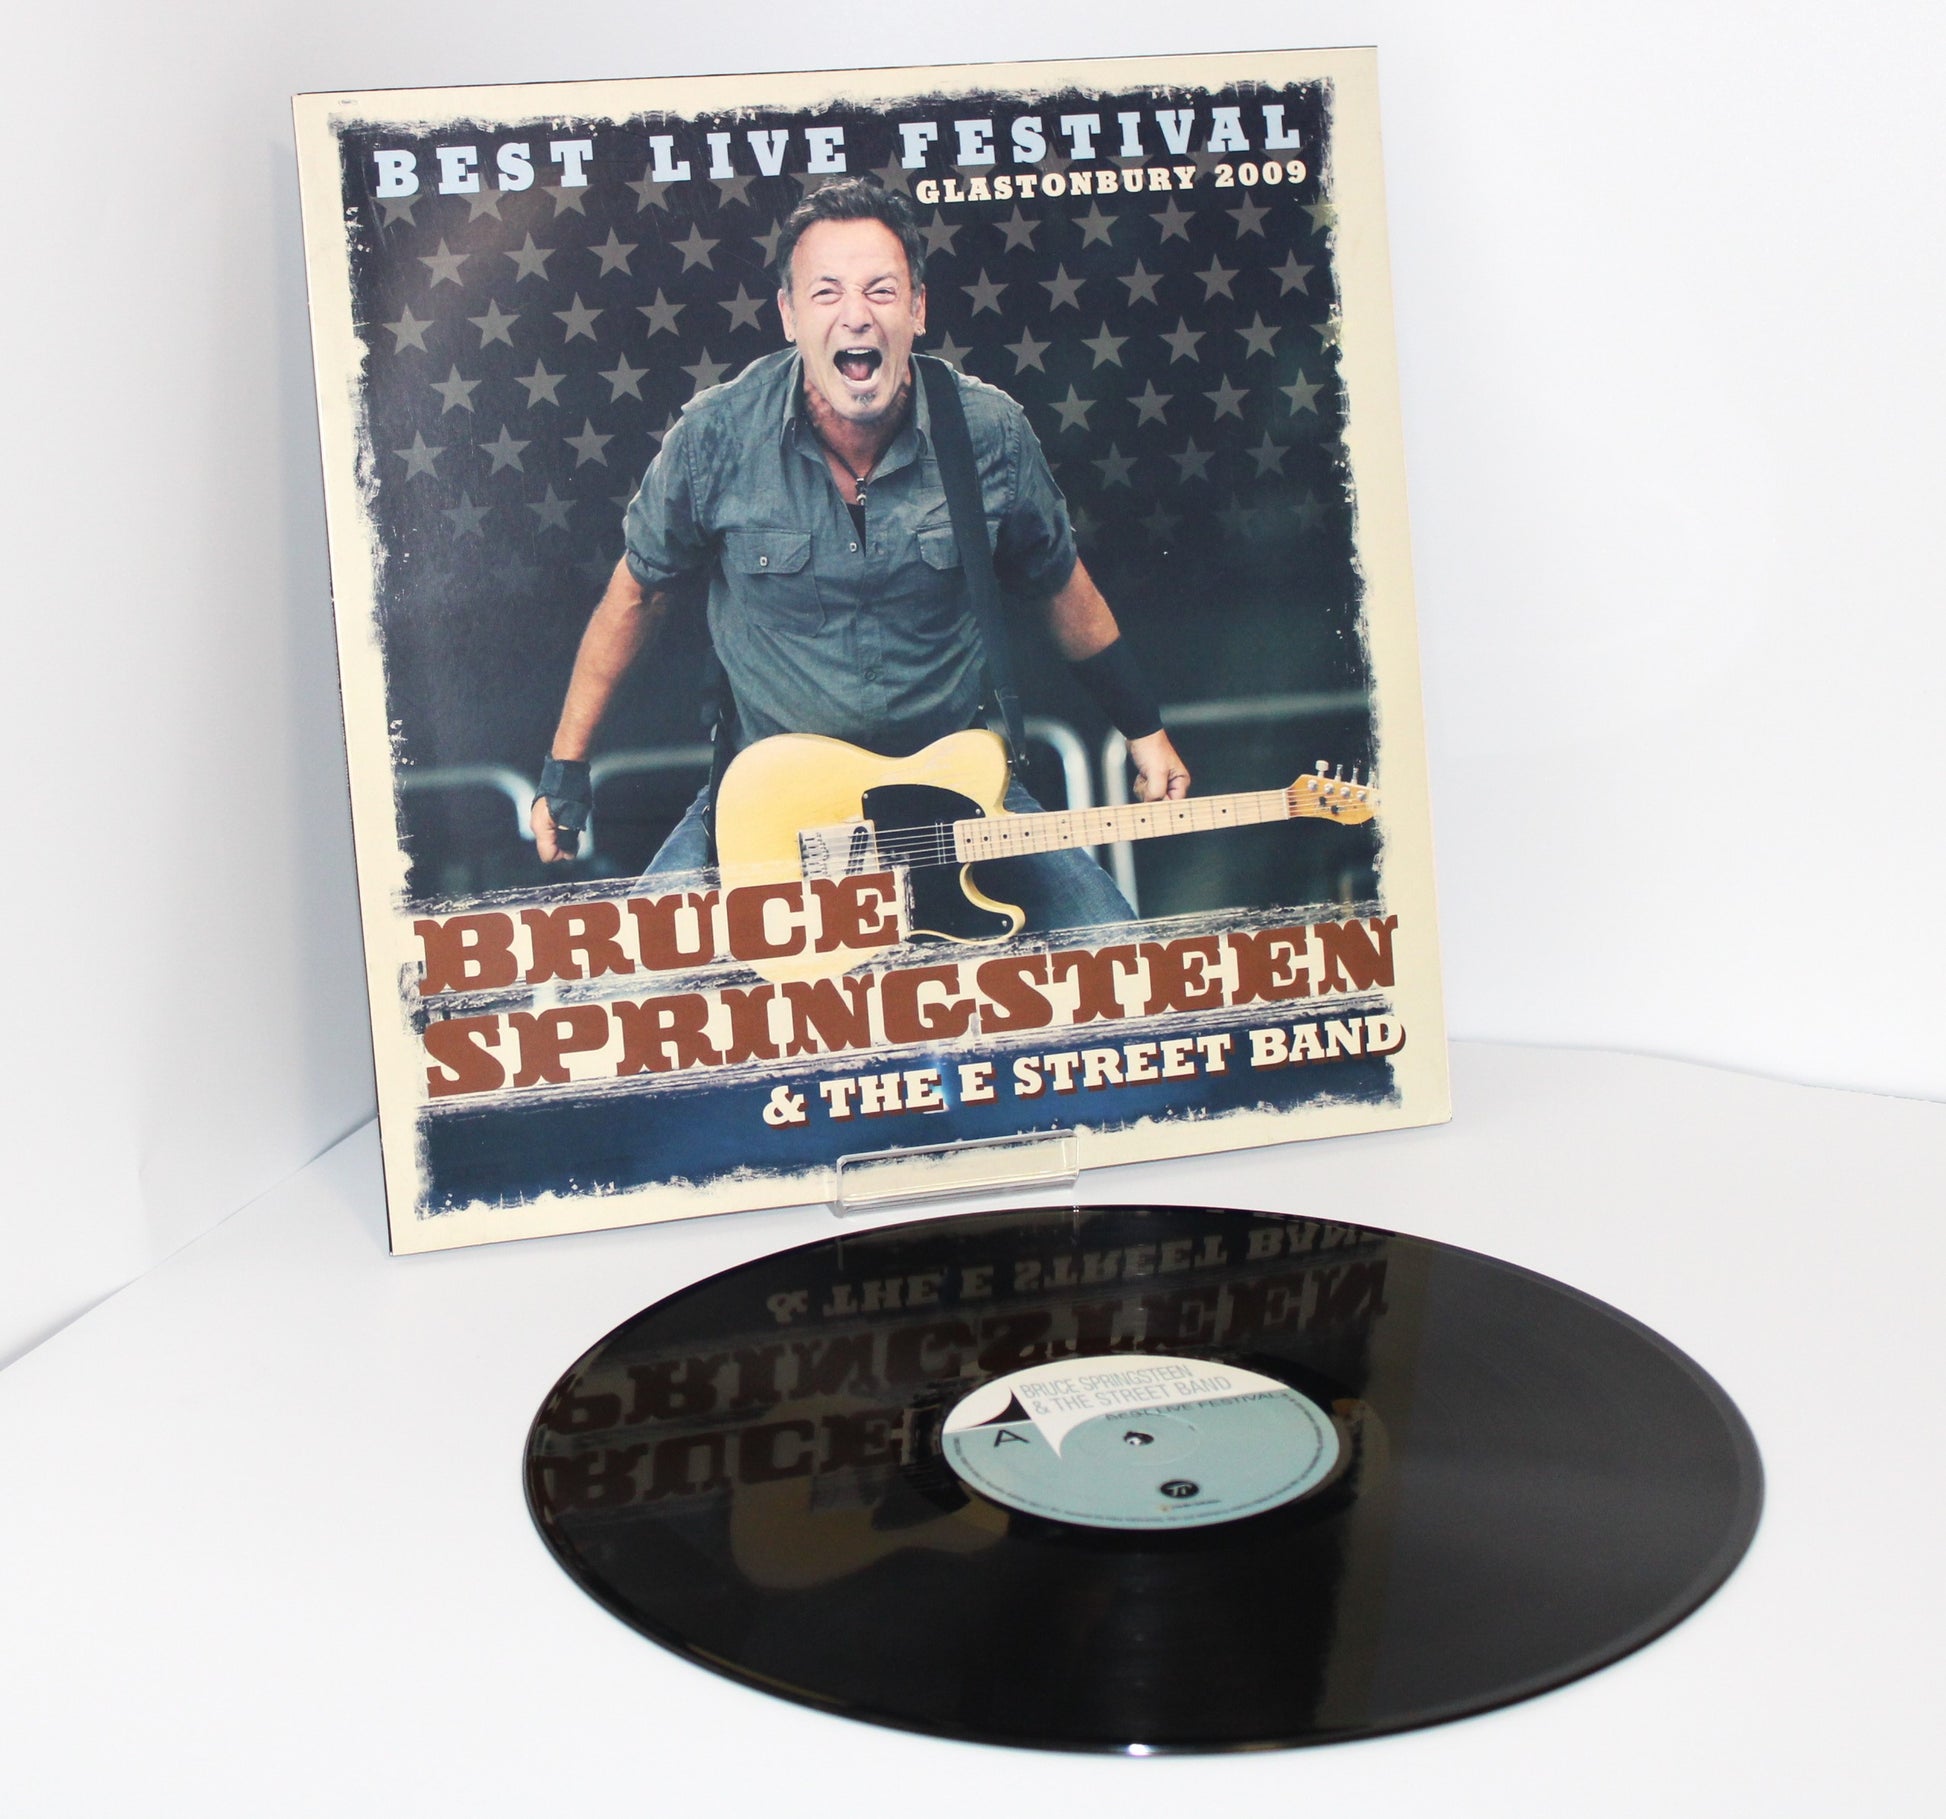 BEST LIVE FESTIVAL
GLASTONBURY 2009
BRUCE
SPRINGSTEEN
& THE E STREET BAND
BRUCE SPRINGSTEEN
& THE STREET BAND
BEST LIVE FESTIVAL
A